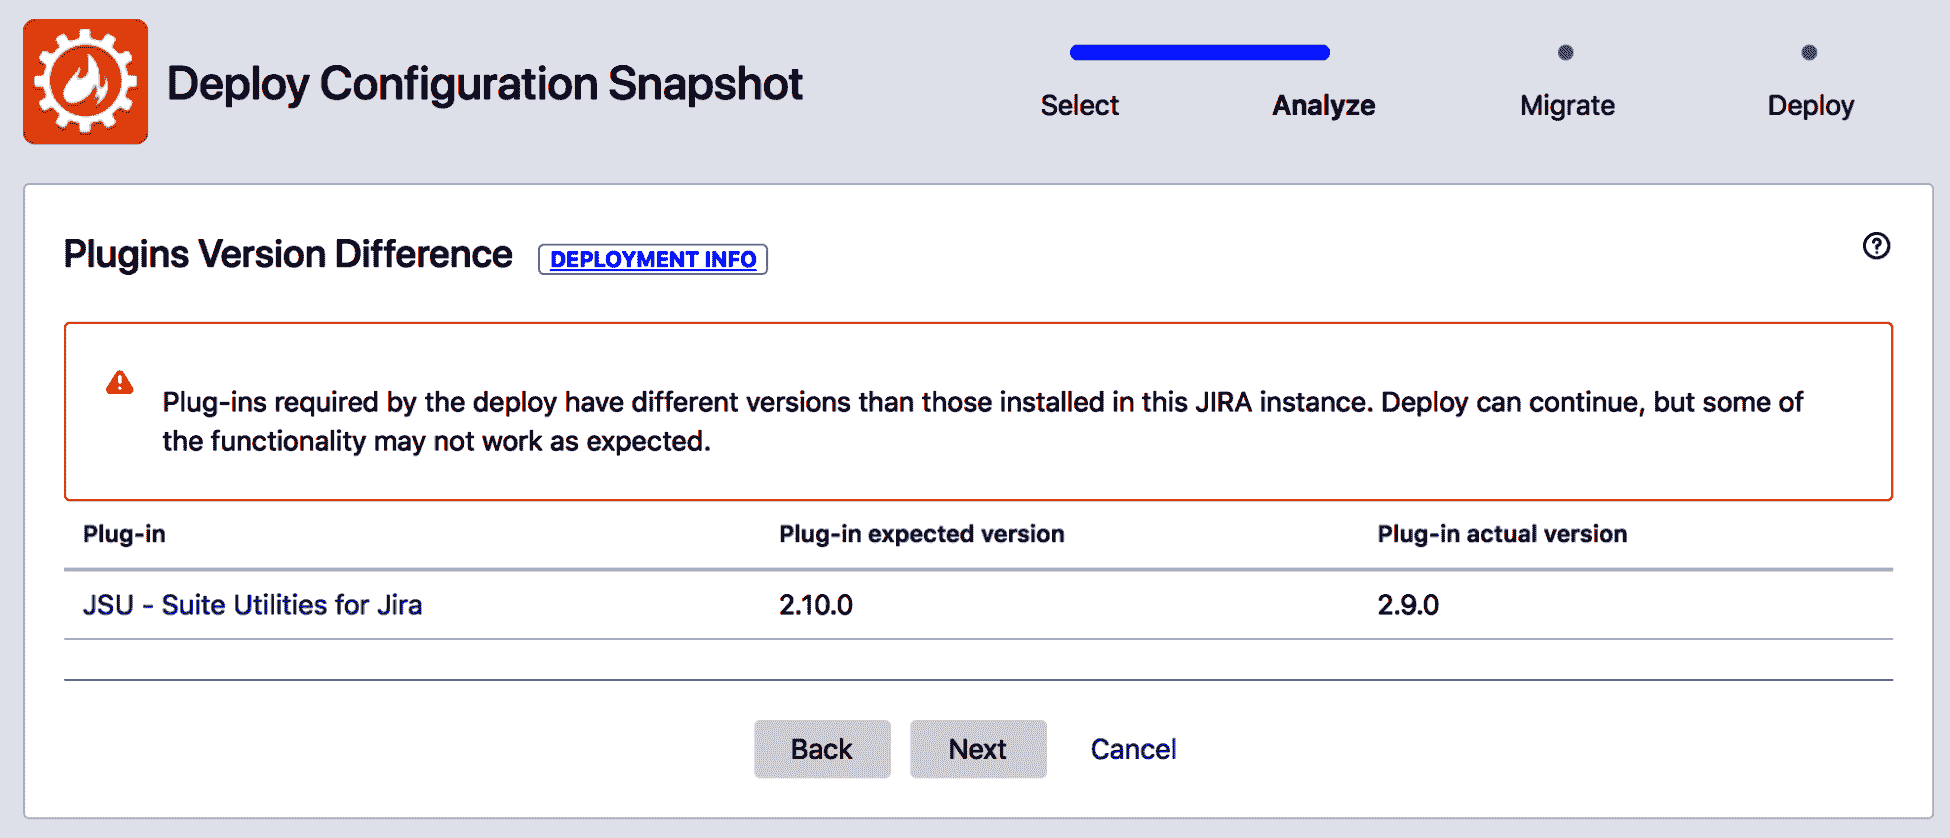 Deploy Configuration Snapshot
Select
Analyze
Migrate
Deploy
Plugins Version Difference
DEPLOYMENT INFO
Plug-ins required by the deploy have different versions than those installed in this JIRA instance. Deploy can continue, but some of
the functionality may not work as expected.
Plug-in
Plug-in expected version
Plug-in actual version
JSU - Suite Utilities for Jira
2.10.0
2.9.0
Back
Next
Cancel